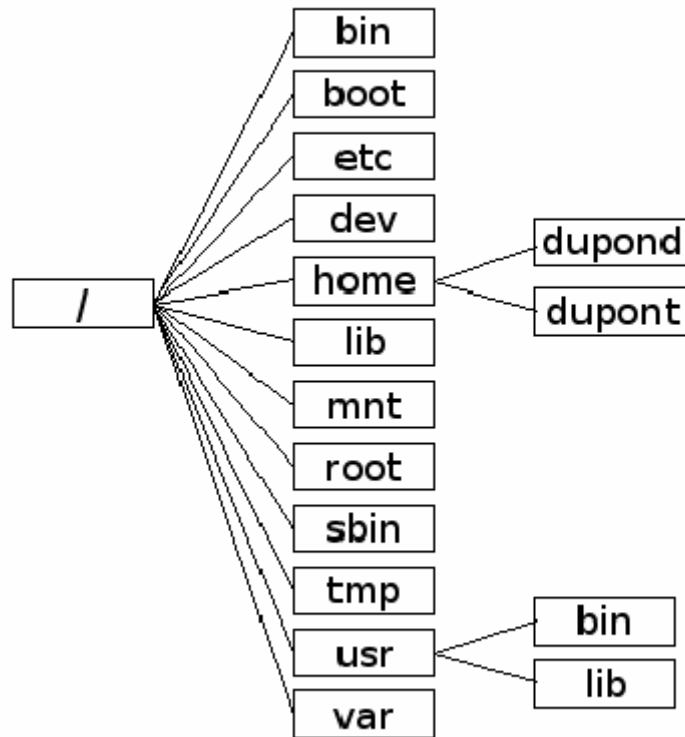 bin
boot
etc
dev
dupond
/
home
dupont
lib
mnt
root
sbin
tmp
bin
usr
lib
var